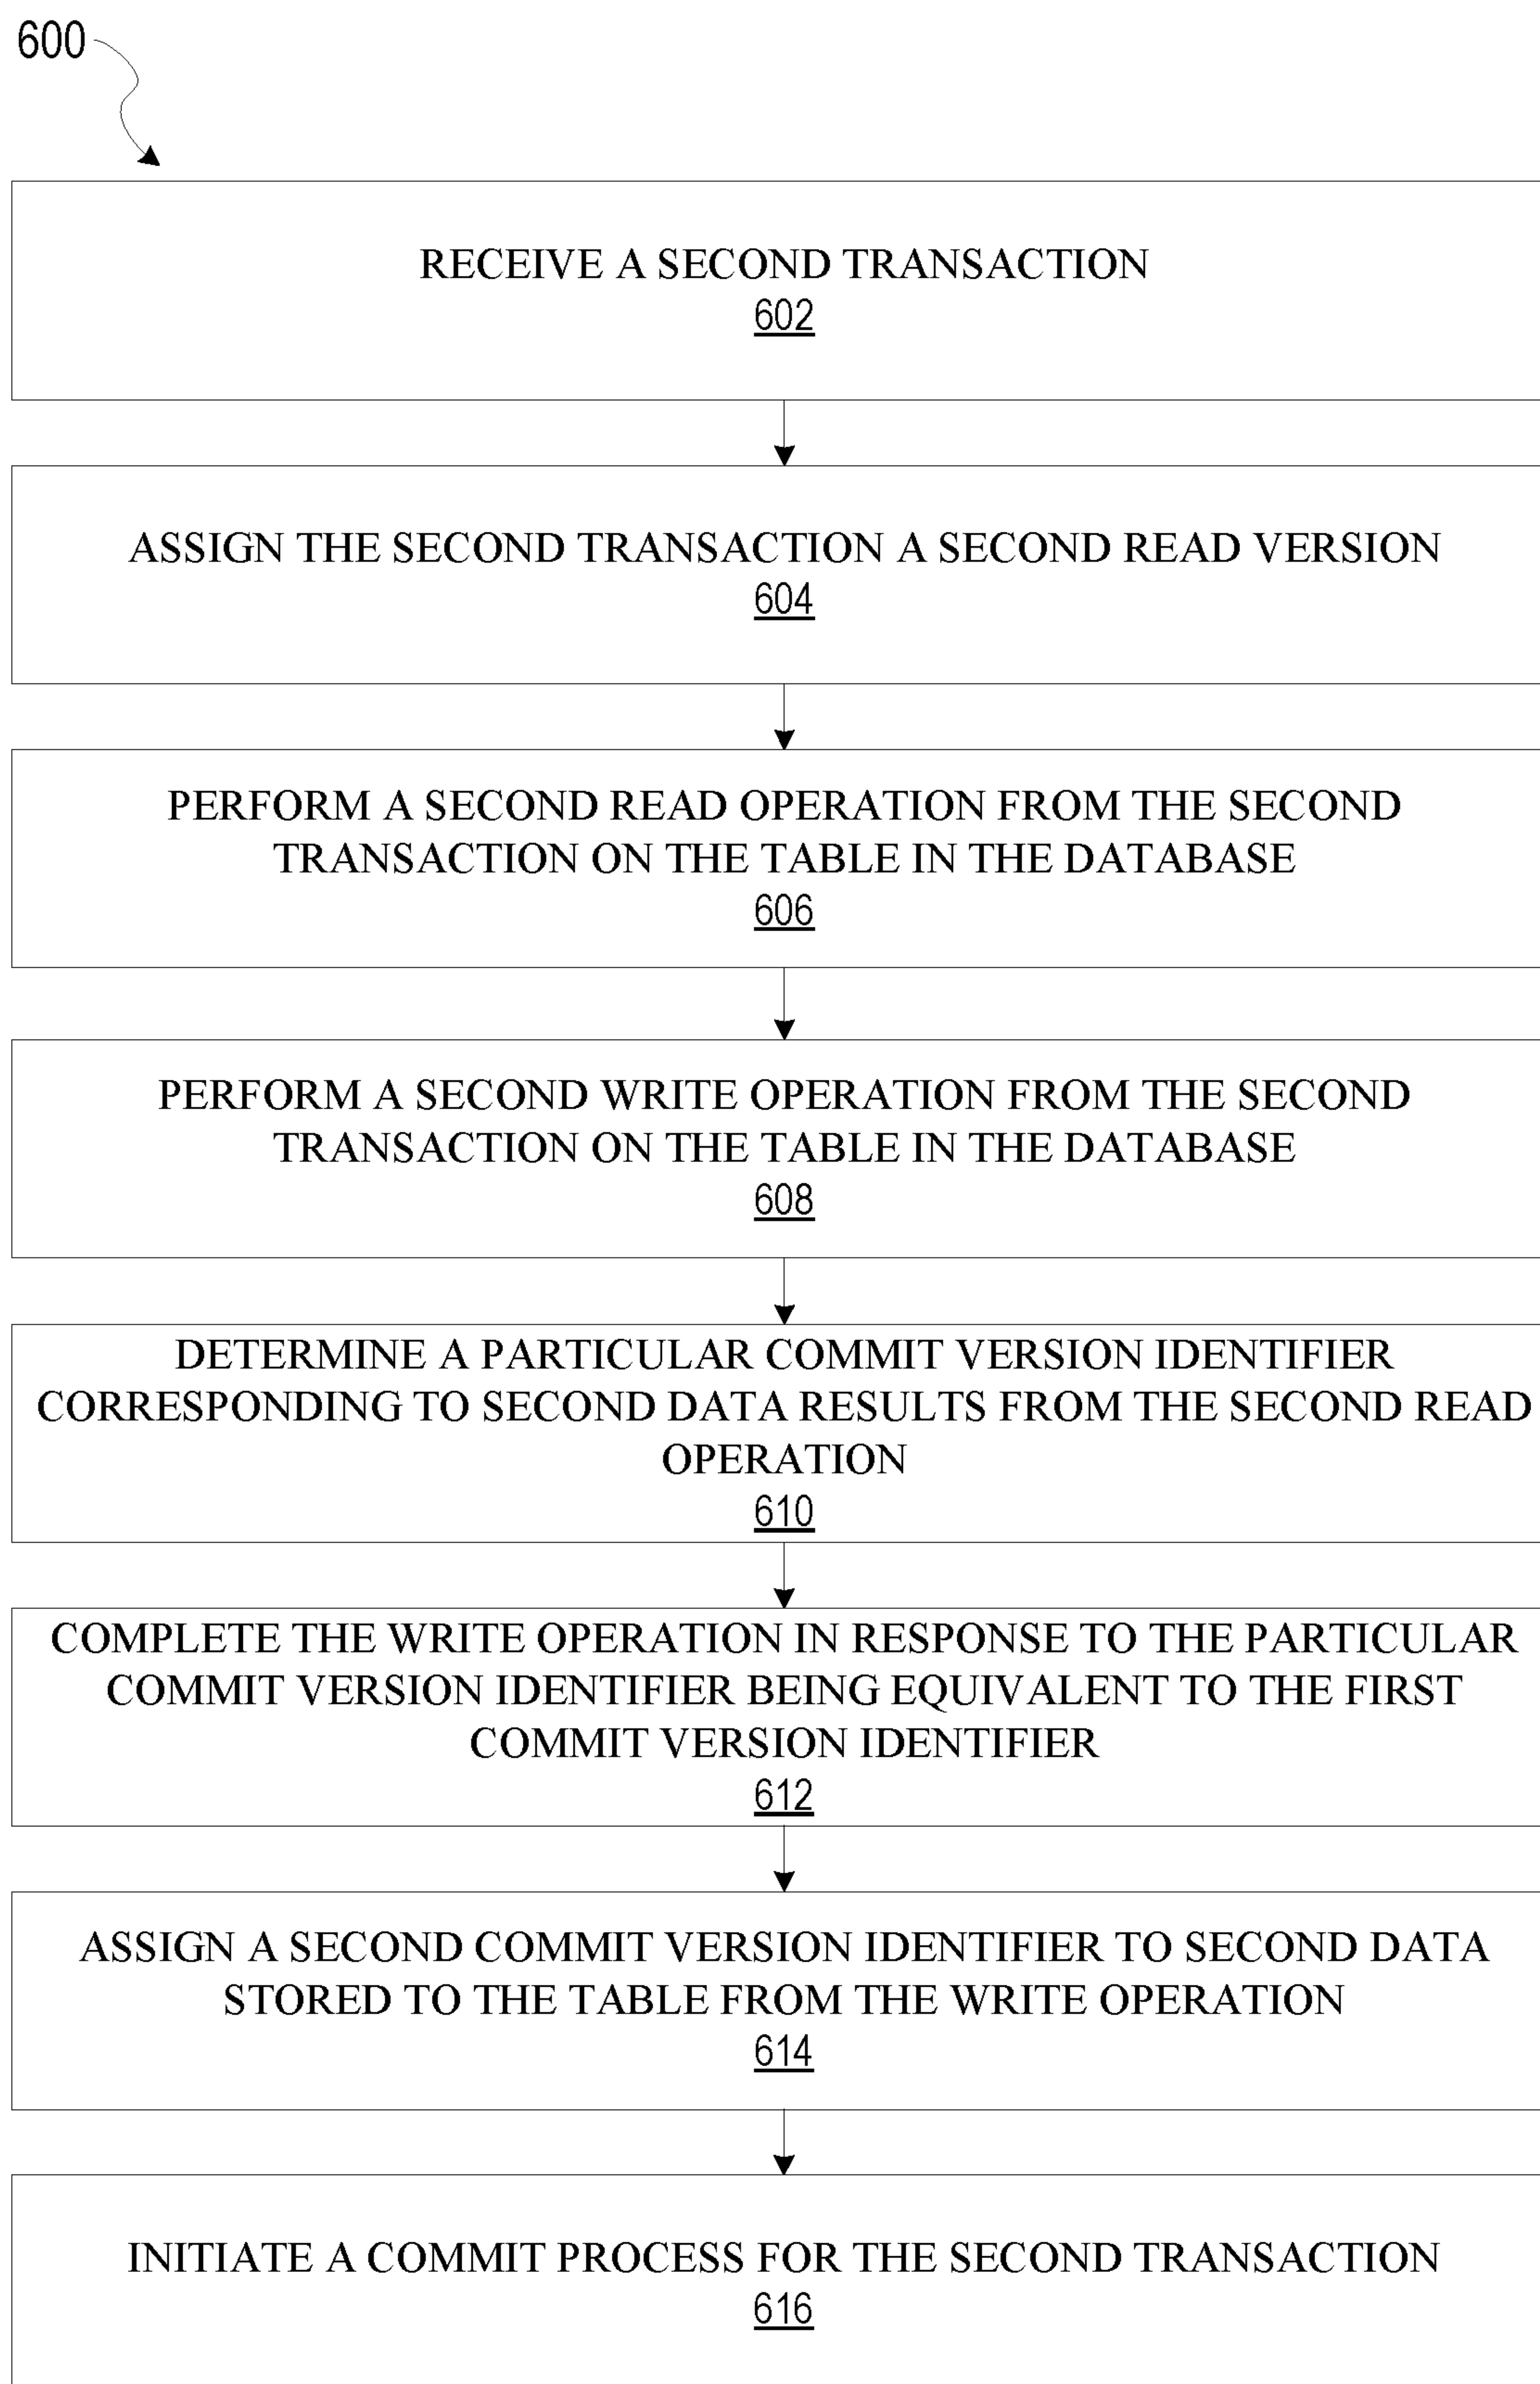 600
RECEIVE A SECOND TRANSACTION
602
ASSIGN THE SECOND TRANSACTION A SECOND READ VERSION
604
PERFORM A SECOND READ OPERATION FROM THE SECOND
TRANSACTION ON THE TABLE IN THE DATABASE
606
PERFORM A SECOND WRITE OPERATION FROM THE SECOND
TRANSACTION ON THE TABLE IN THE DATABASE
608
DETERMINE A PARTICULAR COMMIT VERSION IDENTIFIER
CORRESPONDING TO SECOND DATA RESULTS FROM THE SECOND READ
OPERATION
610
COMPLETE THE WRITE OPERATION IN RESPONSE TO THE PARTICULAR
COMMIT VERSION IDENTIFIER BEING EQUIVALENT TO THE FIRST
COMMIT VERSION IDENTIFIER
612
ASSIGN A SECOND COMMIT VERSION IDENTIFIER TO SECOND DATA
STORED TO THE TABLE FROM THE WRITE OPERATION
614
INITIATE A COMMIT PROCESS FOR THE SECOND TRANSACTION
616